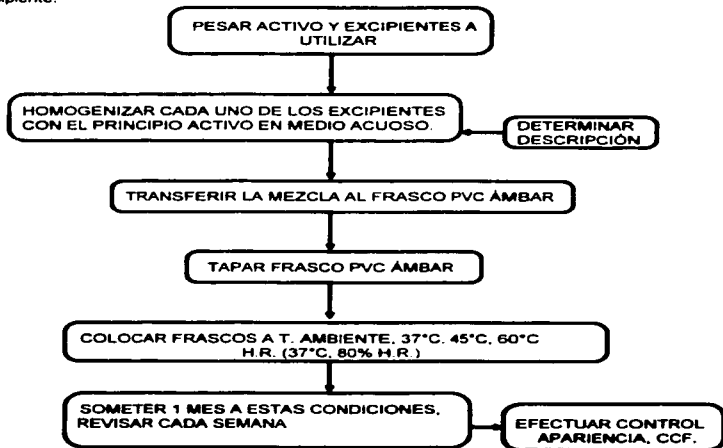 PESAR ACTIVO Y EXCIPIENTES A
UTILIZAR
HOMOGENIZAR CADA UNO DE LOS EXCIPIENTES
CON EL PRINCIPIO ACTIVO EN MEDIO ACUOSO.
DETERMINAR
DESCRIPCIÓN
TRANSFERIR LA MEZCLA AL FRASCO PVC ÁMBAR
TAPAR FRASCO PVC ÁMBAR
COLOCAR FRASCOS A T. AMBIENTE, 37°C. 45°C, 60°C
H.R. (37°C, 80% H.R.)
SOMETER 1 MES A ESTAS CONDICIONES,
REVISAR CADA SEMANA
EFECTUAR CONTROL
APARIENCIA, CCF.